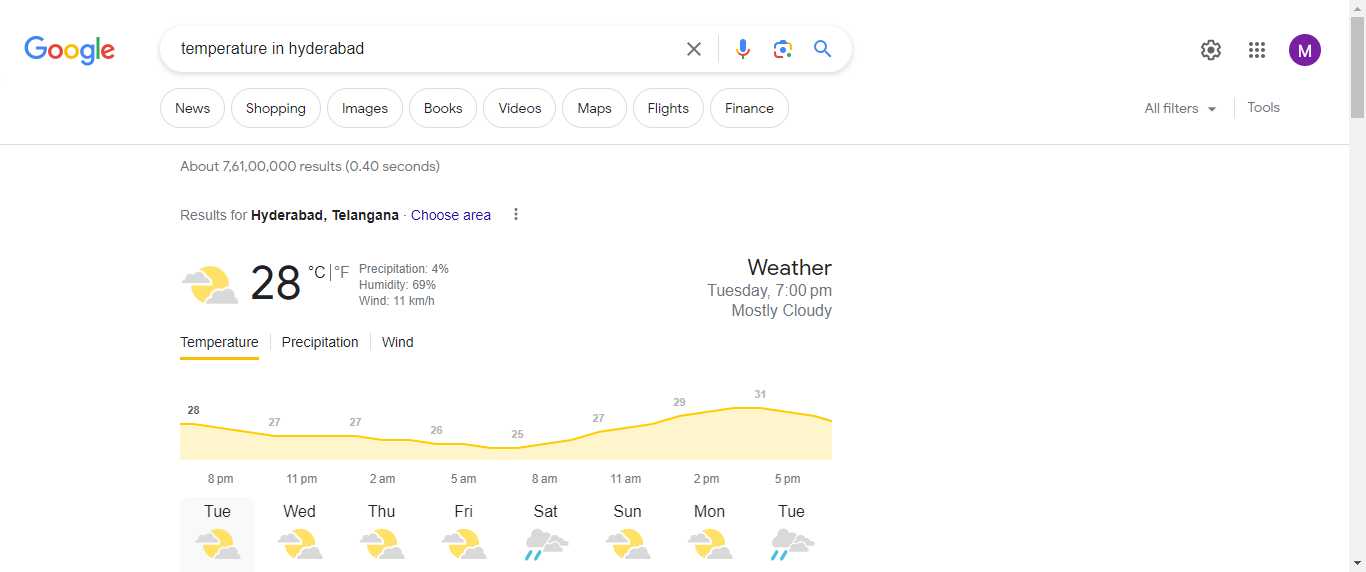 Google
temperature in hyderabad
M
News Shopping Images Books Videos Maps Flights Finance All filters Tools
About 7,61,00,000 results (0.40 seconds)
Results for Hyderabad, Telangana · Choose area
28 °C | °F
Precipitation: 4%
Humidity: 69%
Wind: 11 km/h
Weather
Tuesday, 7:00 pm
Mostly Cloudy
Temperature Precipitation Wind
28 27 27 26 25 27 29 31
8 pm 11 pm 2 am 5 am 8 am 11 am 2 pm 5 pm
Tue Wed Thu Fri Sat Sun Mon Tue